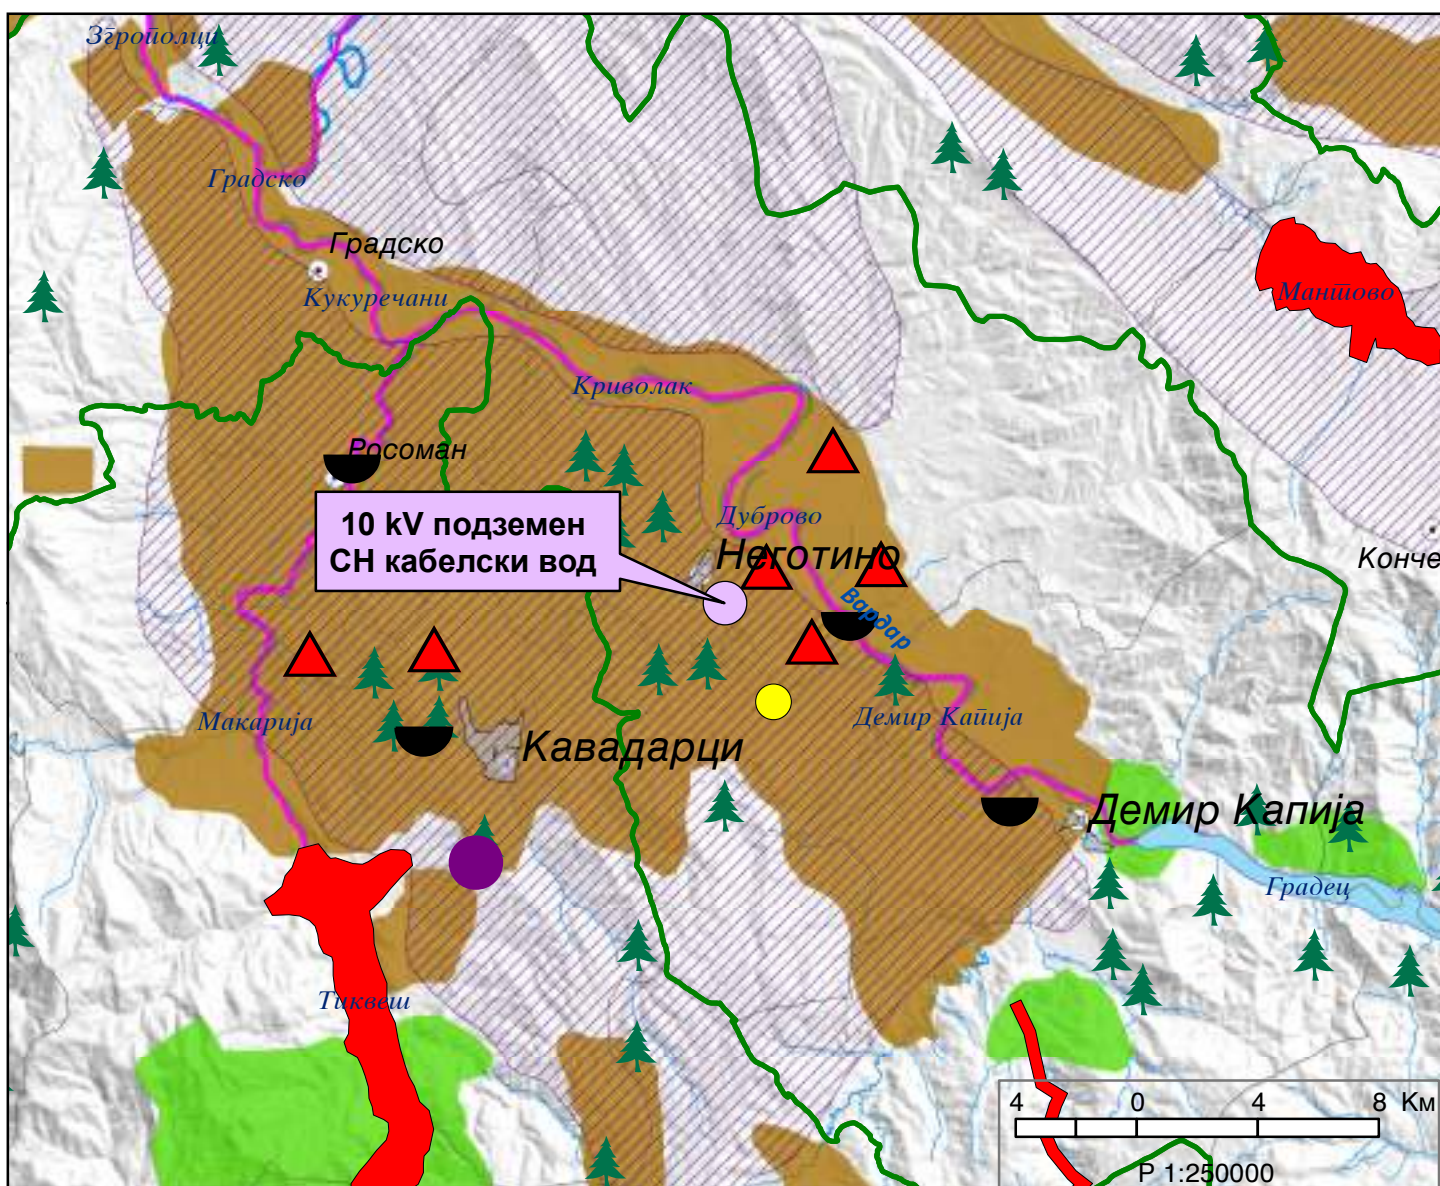 Згрополци
Градско
Градско
Кукуречани
Мантово
Криволак
Росоман
10 kV подземен
СН кабелски вод
Дуброво
Неготино
Конче
Вардар
Макарија
Демир Капија
Кавадарци
Демир Капија
Градец
Тиквеш
4 0 4 8 Км
Р 1:250000